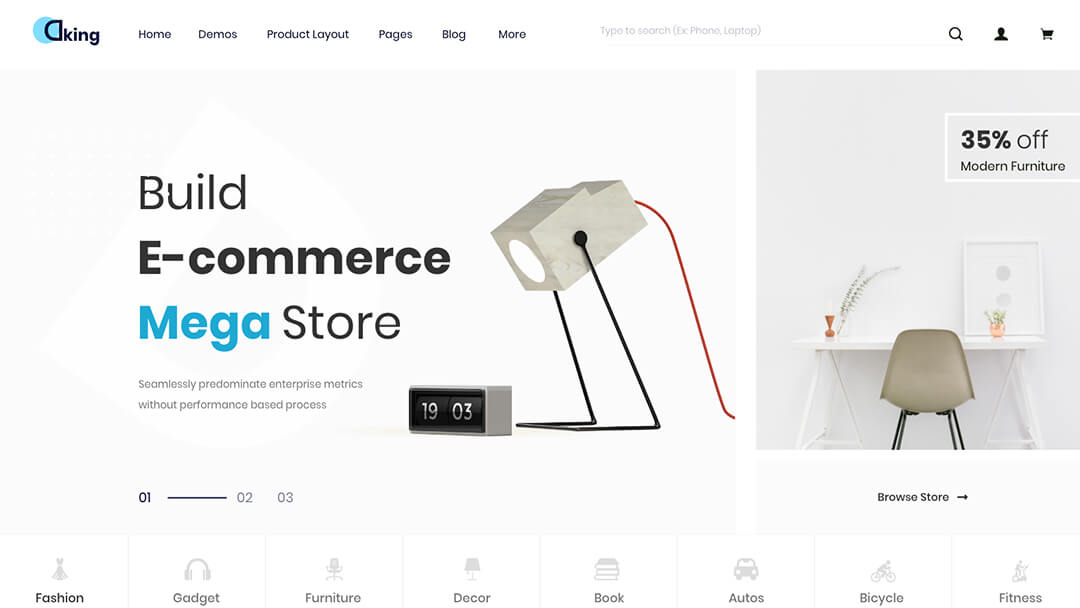 Dking
Home
Demos
Product Layout
Pages
Blog
More
Type to search (Ex: Phone, Laptop)
35% off
Modern Furniture
Build
E-commerce
Mega Store
Seamlessly predominate enterprise metrics
without performance based process
19 03
01
02
03
Browse Store
Fashion
Gadget
Furniture
Decor
Book
Autos
Bicycle
Fitness